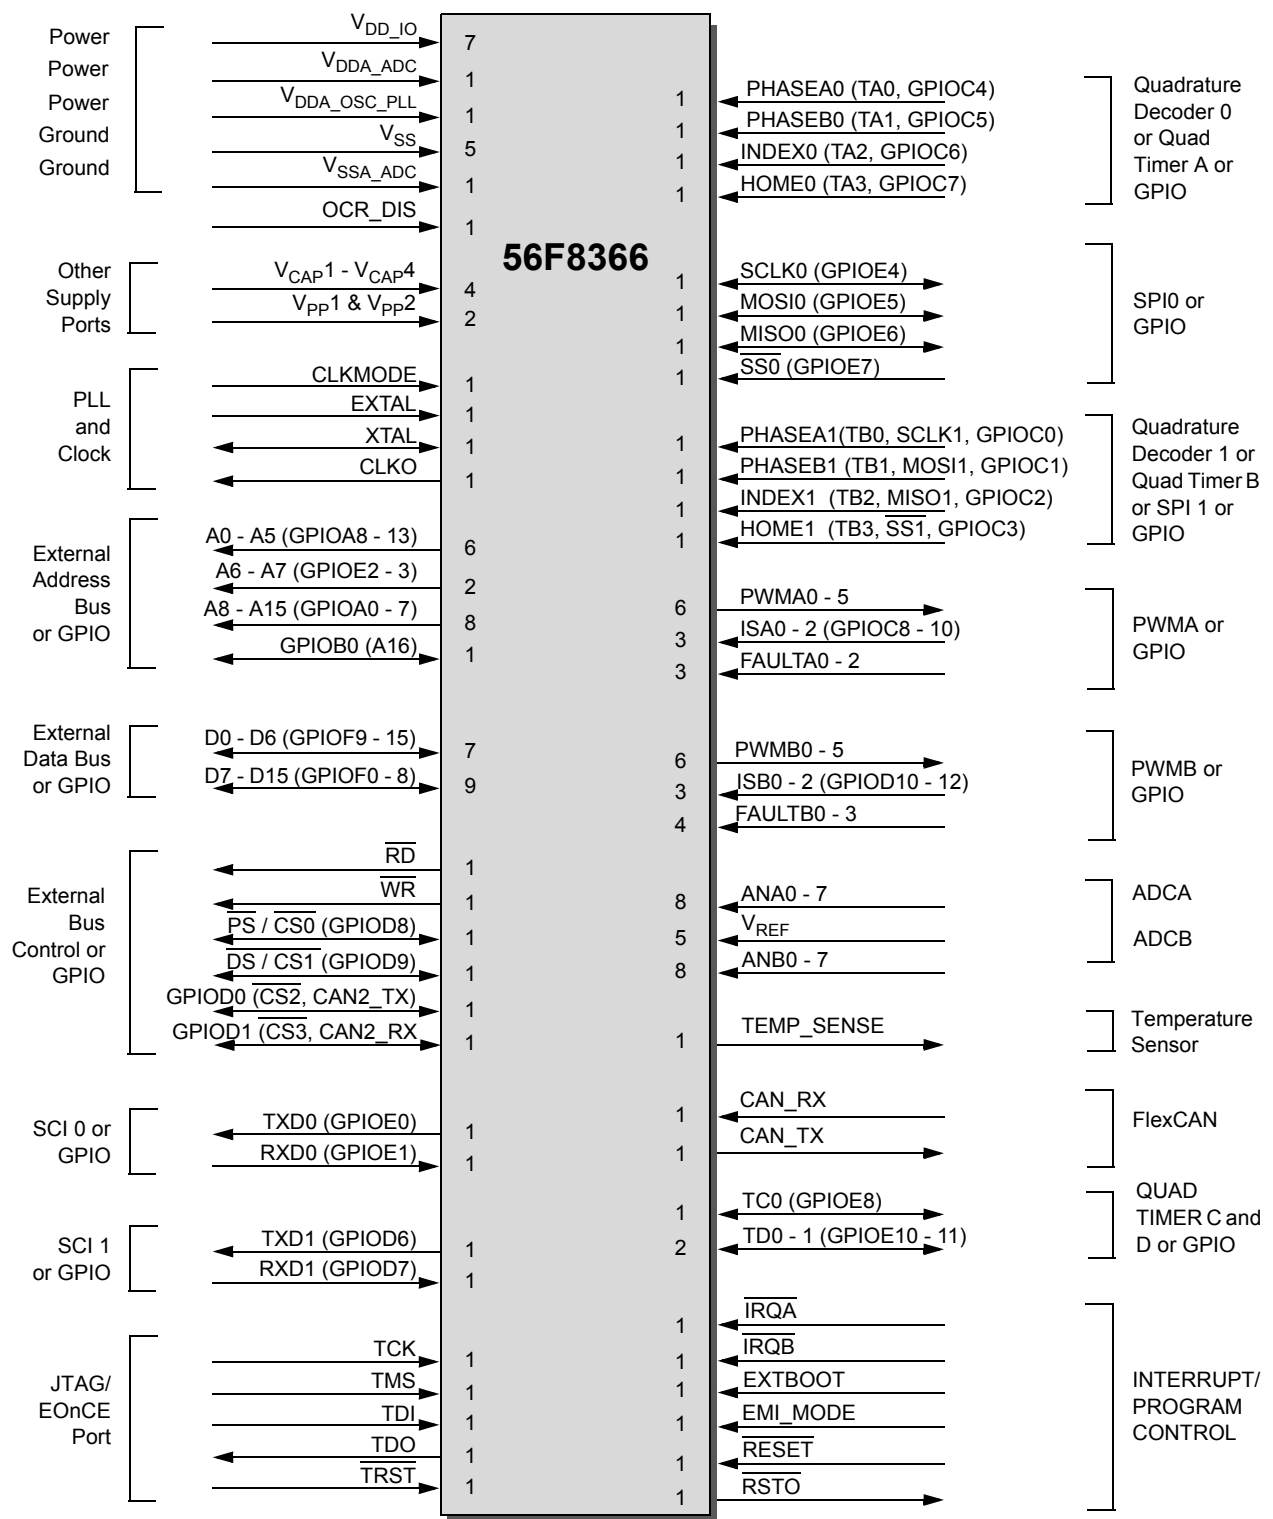 56F8366
Power
Power
Power
Ground
Ground
V_DD_IO 7
V_DDA_ADC 1
V_DDA_OSC_PLL 1
V_SS 5
V_SSA_ADC 1
OCR_DIS 1
Other
Supply
Ports
V_CAP1 - V_CAP4 4
V_PP1 & V_PP2 2
PLL
and
Clock
CLKMODE 1
EXTAL 1
XTAL 1
CLKO 1
External
Address
Bus
or GPIO
A0 - A5 (GPIOA8 - 13) 6
A6 - A7 (GPIOE2 - 3) 2
A8 - A15 (GPIOA0 - 7) 8
GPIOB0 (A16) 1
External
Data Bus
or GPIO
D0 - D6 (GPIOF9 - 15) 7
D7 - D15 (GPIOF0 - 8) 9
External
Bus
Control or
GPIO
RD 1
WR 1
PS / CS0 (GPIOD8) 1
DS / CS1 (GPIOD9) 1
GPIOD0 (CS2, CAN2_TX) 1
GPIOD1 (CS3, CAN2_RX 1
SCI 0 or
GPIO
TXD0 (GPIOE0) 1
RXD0 (GPIOE1) 1
SCI 1
or GPIO
TXD1 (GPIOD6) 1
RXD1 (GPIOD7) 1
JTAG/
EOnCE
Port
TCK 1
TMS 1
TDI 1
TDO 1
TRST 1
1 PHASEA0 (TA0, GPIOC4)
1 PHASEB0 (TA1, GPIOC5)
1 INDEX0 (TA2, GPIOC6)
1 HOME0 (TA3, GPIOC7)
Quadrature
Decoder 0
or Quad
Timer A or
GPIO
1 SCLK0 (GPIOE4)
1 MOSI0 (GPIOE5)
1 MISO0 (GPIOE6)
1 SS0 (GPIOE7)
SPI0 or
GPIO
1 PHASEA1(TB0, SCLK1, GPIOC0)
1 PHASEB1 (TB1, MOSI1, GPIOC1)
1 INDEX1 (TB2, MISO1, GPIOC2)
1 HOME1 (TB3, SS1, GPIOC3)
Quadrature
Decoder 1 or
Quad Timer B
or SPI 1 or
GPIO
6 PWMA0 - 5
3 ISA0 - 2 (GPIOC8 - 10)
3 FAULTA0 - 2
PWMA or
GPIO
6 PWMB0 - 5
3 ISB0 - 2 (GPIOD10 - 12)
4 FAULTB0 - 3
PWMB or
GPIO
8 ANA0 - 7
5 V_REF
8 ANB0 - 7
ADCA
ADCB
1 TEMP_SENSE
Temperature
Sensor
1 CAN_RX
1 CAN_TX
FlexCAN
1 TC0 (GPIOE8)
2 TD0 - 1 (GPIOE10 - 11)
QUAD
TIMER C and
D or GPIO
1 IRQA
1 IRQB
1 EXTBOOT
1 EMI_MODE
1 RESET
1 RSTO
INTERRUPT/
PROGRAM
CONTROL